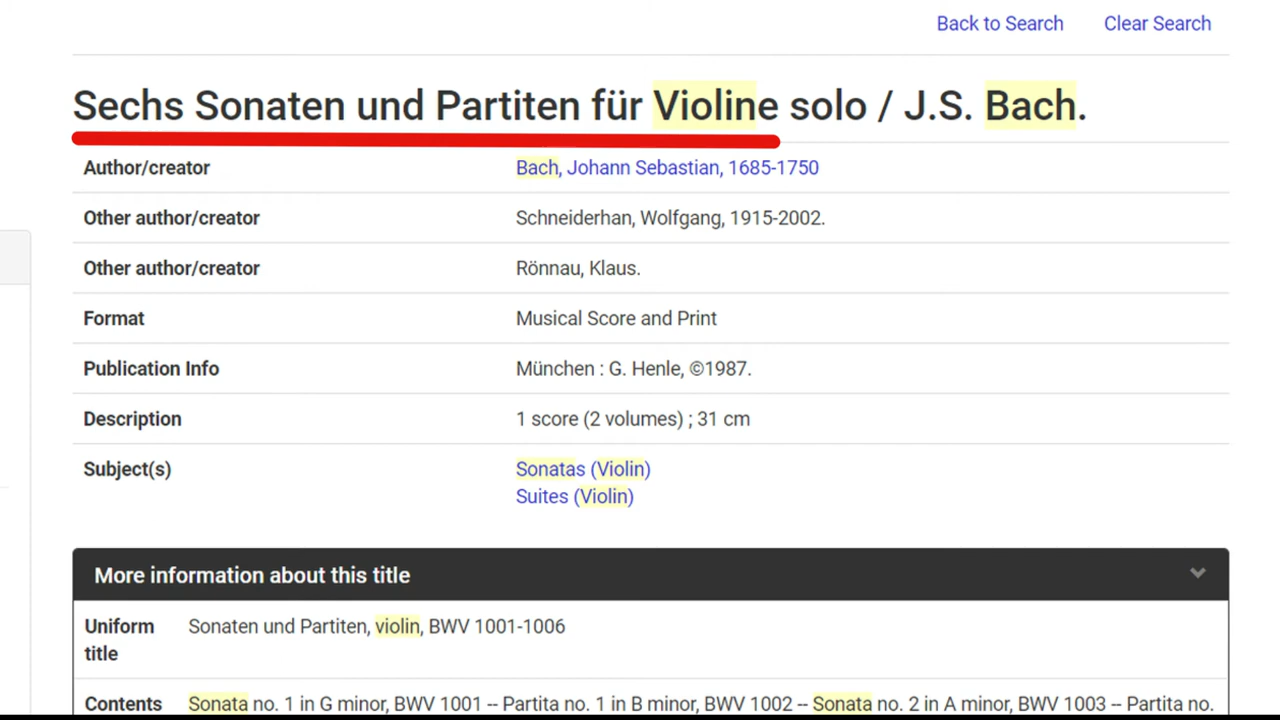 Back to Search Clear Search
Sechs Sonaten und Partiten für Violine solo / J.S. Bach.
Author/creator Bach, Johann Sebastian, 1685-1750
Other author/creator Schneiderhan, Wolfgang, 1915-2002.
Other author/creator Rönnau, Klaus.
Format Musical Score and Print
Publication Info München : G. Henle, ©1987.
Description 1 score (2 volumes) ; 31 cm
Subject(s) Sonatas (Violin)
Suites (Violin)
More information about this title
Uniform title Sonaten und Partiten, violin, BWV 1001-1006
Contents Sonata no. 1 in G minor, BWV 1001 -- Partita no. 1 in B minor, BWV 1002 -- Sonata no. 2 in A minor, BWV 1003 -- Partita no.